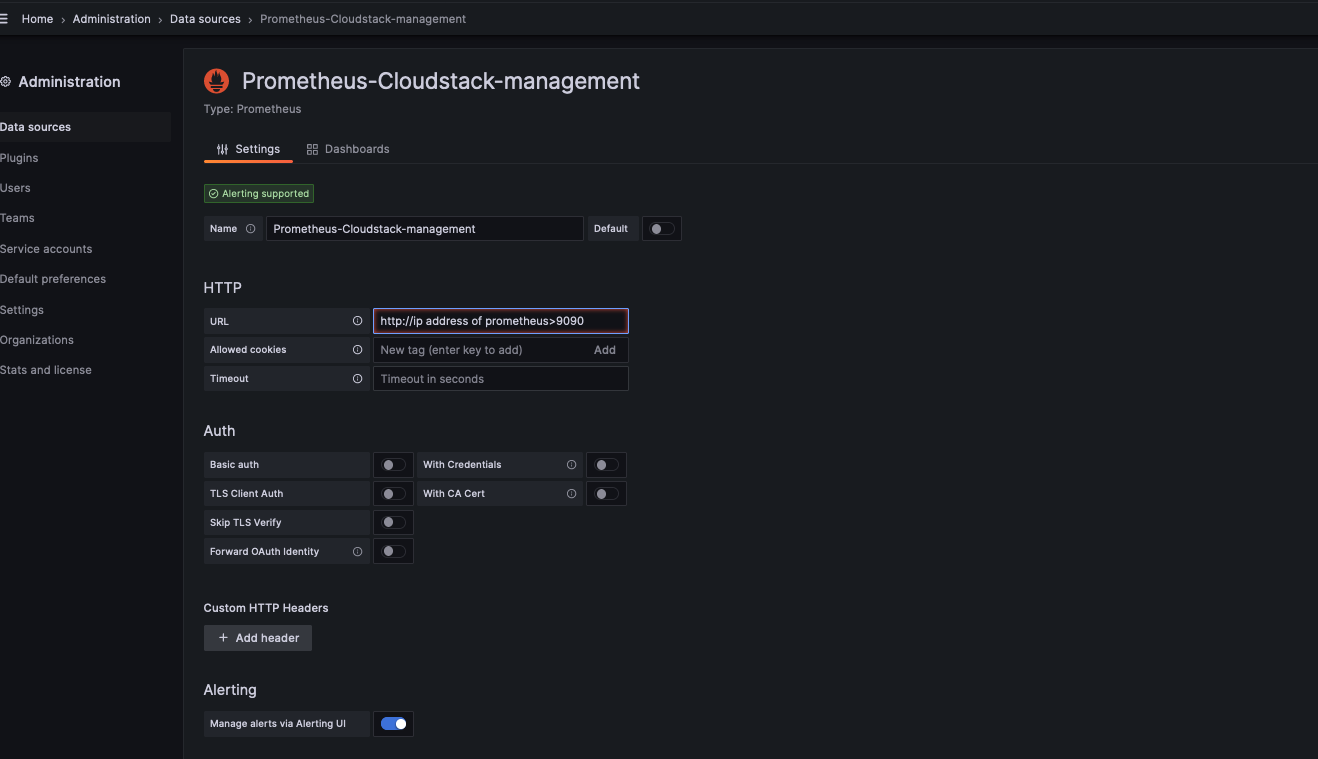 Home › Administration › Data sources › Prometheus-Cloudstack-management
Administration
Data sources
Plugins
Users
Teams
Service accounts
Default preferences
Settings
Organizations
Stats and license
Prometheus-Cloudstack-management
Type: Prometheus
Settings Dashboards
Alerting supported
Name Prometheus-Cloudstack-management Default
HTTP
URL http://ip address of prometheus>9090
Allowed cookies New tag (enter key to add) Add
Timeout Timeout in seconds
Auth
Basic auth With Credentials
TLS Client Auth With CA Cert
Skip TLS Verify
Forward OAuth Identity
Custom HTTP Headers
+ Add header
Alerting
Manage alerts via Alerting UI